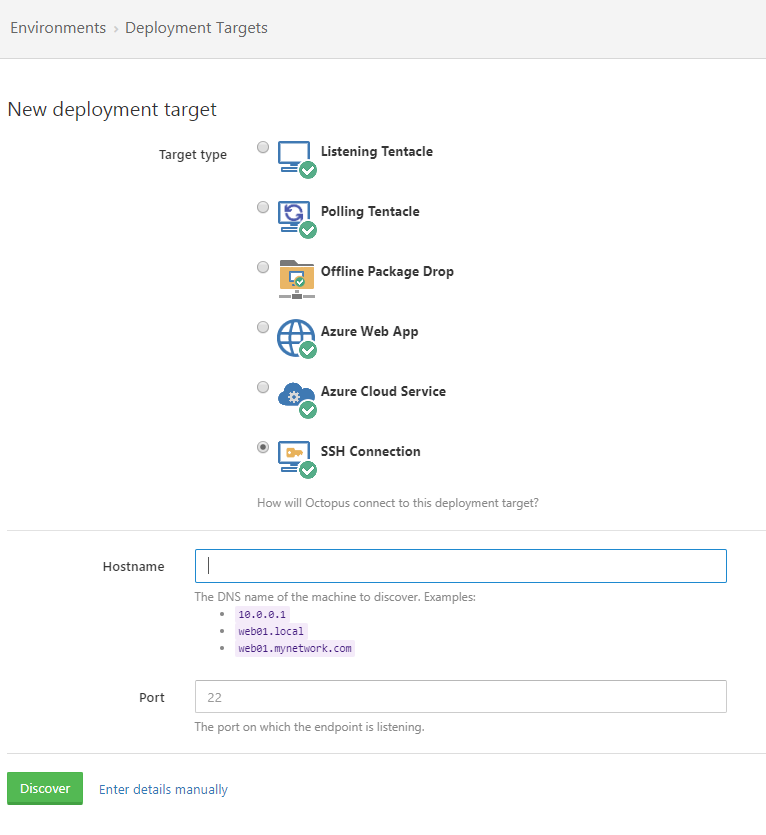 Environments › Deployment Targets
New deployment target
Target type
Listening Tentacle
Polling Tentacle
Offline Package Drop
Azure Web App
Azure Cloud Service
SSH Connection
How will Octopus connect to this deployment target?
Hostname
The DNS name of the machine to discover. Examples:
• 10.0.0.1
• web01.local
• web01.mynetwork.com
Port
22
The port on which the endpoint is listening.
Discover Enter details manually